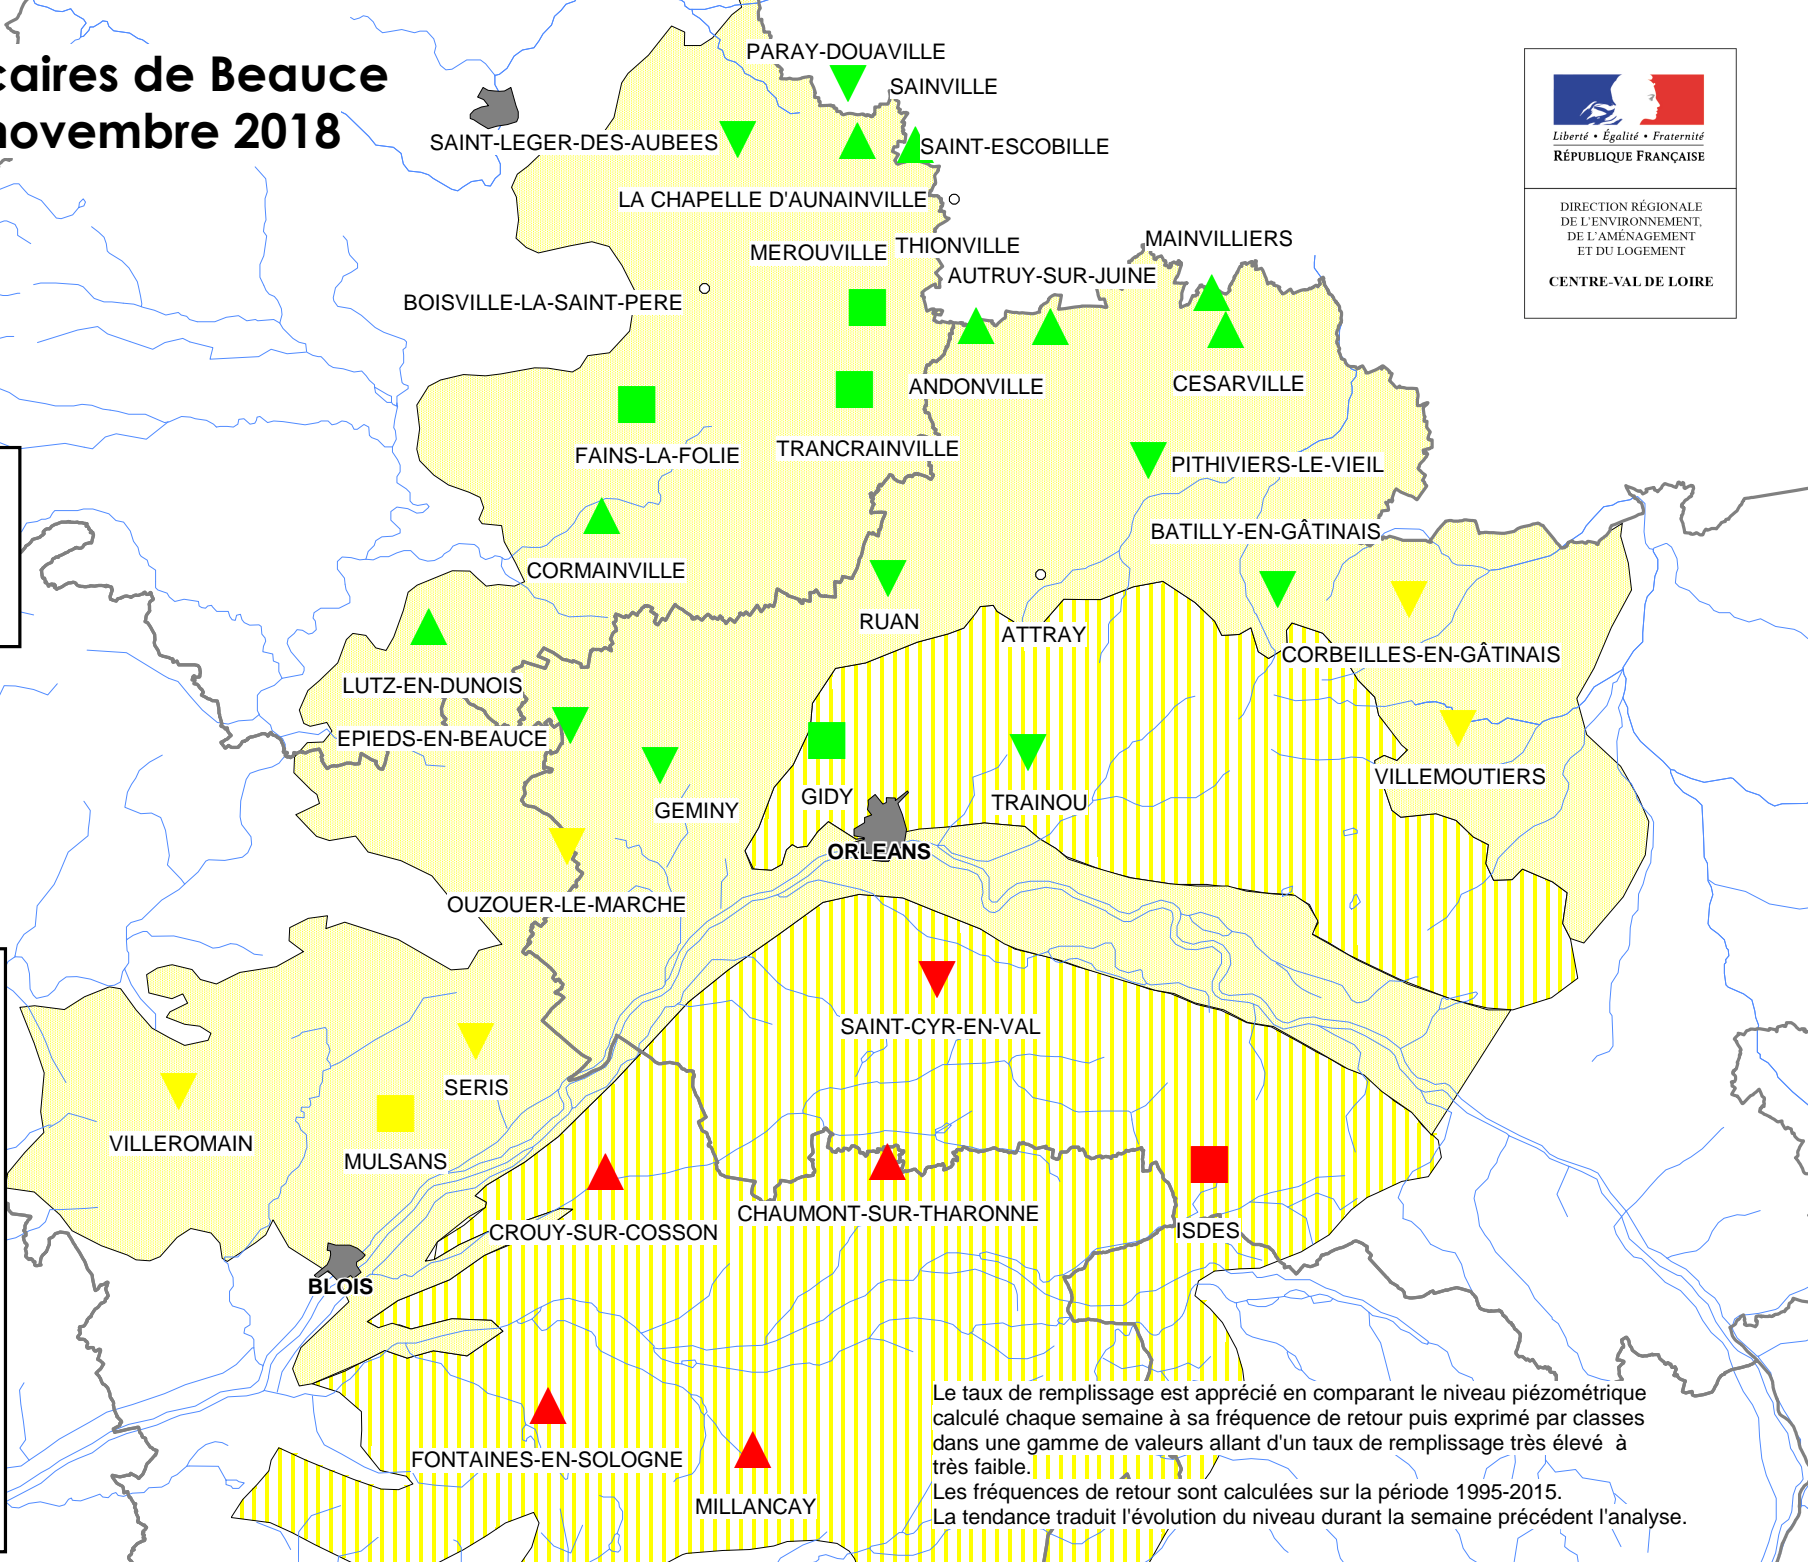 caires de Beauce
novembre 2018
PARAY-DOUAVILLE
SAINVILLE
SAINT-LEGER-DES-AUBEES
SAINT-ESCOBILLE
LA CHAPELLE D'AUNAINVILLE
MEROUVILLE
THIONVILLE
MAINVILLIERS
AUTRUY-SUR-JUINE
BOISVILLE-LA-SAINT-PERE
ANDONVILLE
CESARVILLE
FAINS-LA-FOLIE
TRANCRAINVILLE
PITHIVIERS-LE-VIEIL
BATILLY-EN-GÂTINAIS
CORMAINVILLE
RUAN
ATTRAY
CORBEILLES-EN-GÂTINAIS
LUTZ-EN-DUNOIS
EPIEDS-EN-BEAUCE
VILLEMOUTIERS
GEMINY
GIDY
TRAINOU
ORLEANS
OUZOUER-LE-MARCHE
SAINT-CYR-EN-VAL
SERIS
VILLEROMAIN
MULSANS
CROUY-SUR-COSSON
CHAUMONT-SUR-THARONNE
ISDES
BLOIS
FONTAINES-EN-SOLOGNE
MILLANCAY
Liberté • Égalité • Fraternité
RÉPUBLIQUE FRANÇAISE
DIRECTION RÉGIONALE
DE L'ENVIRONNEMENT,
DE L'AMÉNAGEMENT
ET DU LOGEMENT
CENTRE-VAL DE LOIRE
Le taux de remplissage est apprécié en comparant le niveau piézométrique
calculé chaque semaine à sa fréquence de retour puis exprimé par classes
dans une gamme de valeurs allant d'un taux de remplissage très élevé à
très faible.
Les fréquences de retour sont calculées sur la période 1995-2015.
La tendance traduit l'évolution du niveau durant la semaine précédent l'analyse.